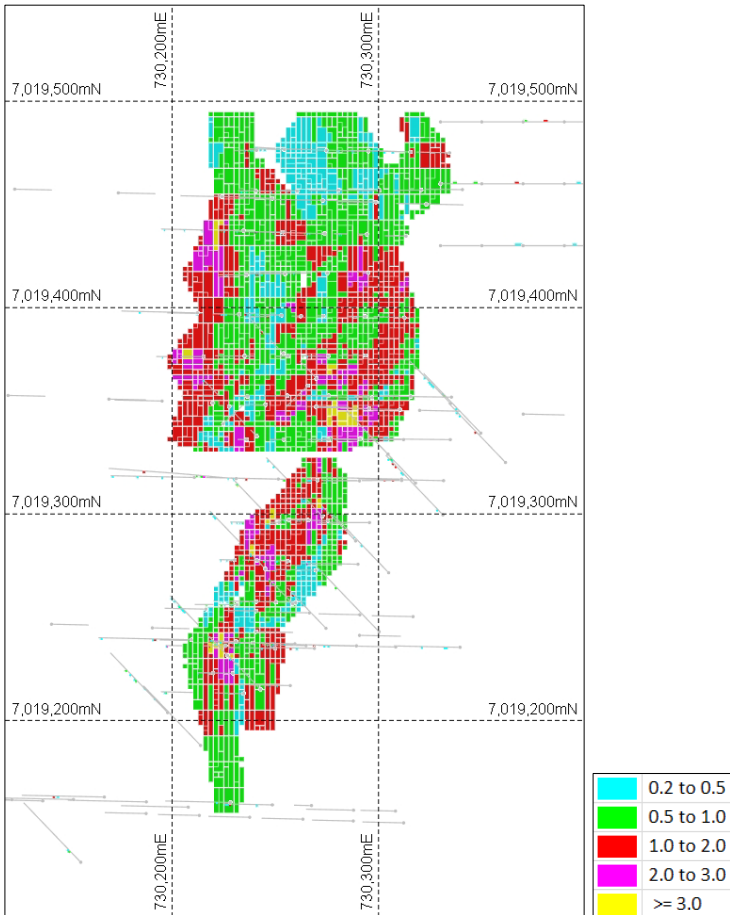 730,200mE
730,300mE
7,019,500mN
7,019,500mN
7,019,400mN
7,019,400mN
7,019,300mN
7,019,300mN
7,019,200mN
7,019,200mN
730,200mE
730,300mE
0.2 to 0.5
0.5 to 1.0
1.0 to 2.0
2.0 to 3.0
>= 3.0